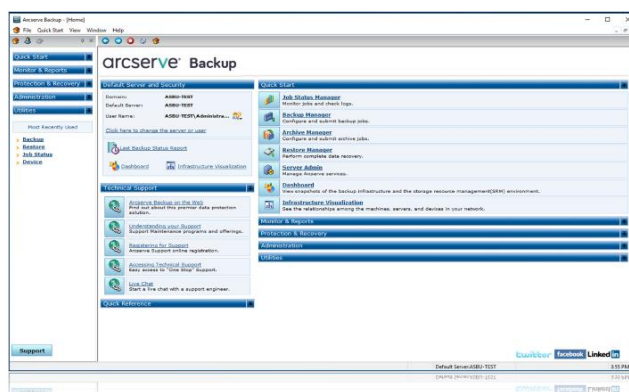 Arcserve Backup - [Home]
File Quick Start View Window Help
Quick Start
Monitor & Reports
Protection & Recovery
Administration
Utilities
Most Recently Used
Backup
Restore
Job Status
Device
Support
arcserve Backup
Default Server and Security
Domain: ASBU-TEST
Default Server: ASBU-TEST
User Name: ASBU-TEST\Administra...
Click here to change the server or user
Last Backup Status Report
Dashboard
Infrastructure Visualization
Technical Support
Arcserve Backup on the Web
Find out about this premier data protection
solution.
Understanding your Support
Support Maintenance programs and offerings.
Registering for Support
Arcserve Support online registration.
Accessing Technical Support
Easy access to "One Stop" Support.
Live Chat
Start a live chat with a support engineer.
Quick Reference
Quick Start
Job Status Manager
Monitor jobs and check logs.
Backup Manager
Configure and submit backup jobs.
Archive Manager
Configure and submit archive jobs.
Restore Manager
Perform complete data recovery.
Server Admin
Manage Arcserve services.
Dashboard
View snapshots of the backup infrastructure and the storage resource management(SRM) environment.
Infrastructure Visualization
See the relationships among the machines, servers, and devices in your network.
Monitor & Reports
Protection & Recovery
Administration
Utilities
twitter facebook Linked in
Default Server:ASBU-TEST 3:55 PM